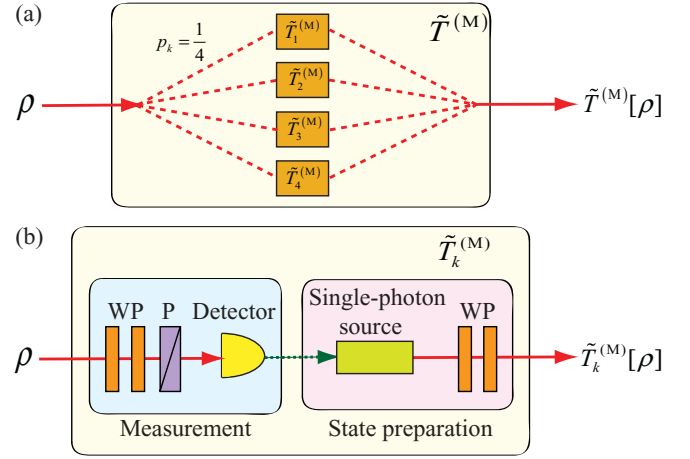 (a)
p_k = 1/4
T̃_1^(M)
T̃^(M)
T̃_2^(M)
ρ
T̃^(M)[ρ]
T̃_3^(M)
T̃_4^(M)
(b)
T̃_k^(M)
WP P Detector
Single-photon
source
WP
ρ
T̃_k^(M)[ρ]
Measurement
State preparation